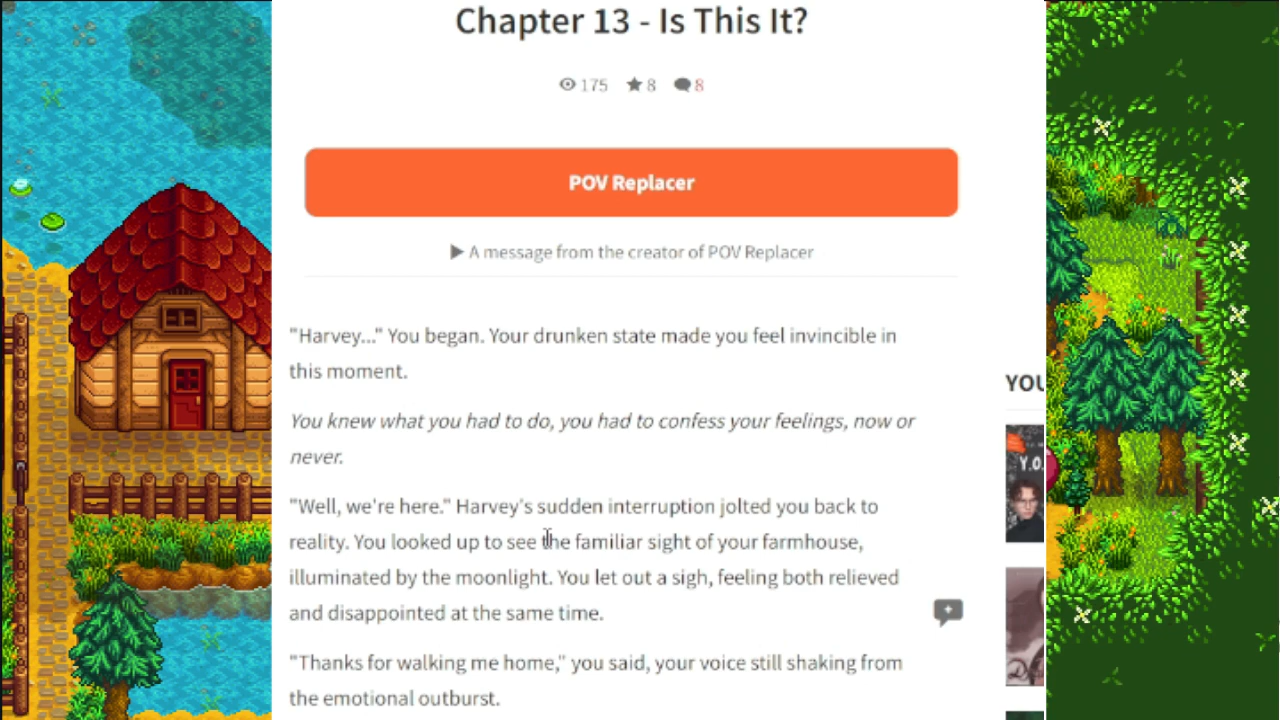 Chapter 13 - Is This It?
175 8 8
POV Replacer
▶ A message from the creator of POV Replacer
"Harvey..." You began. Your drunken state made you feel invincible in
this moment.
You knew what you had to do, you had to confess your feelings, now or
never.
"Well, we're here." Harvey's sudden interruption jolted you back to
reality. You looked up to see the familiar sight of your farmhouse,
illuminated by the moonlight. You let out a sigh, feeling both relieved
and disappointed at the same time.
"Thanks for walking me home," you said, your voice still shaking from
the emotional outburst.
YOU
Y.O.